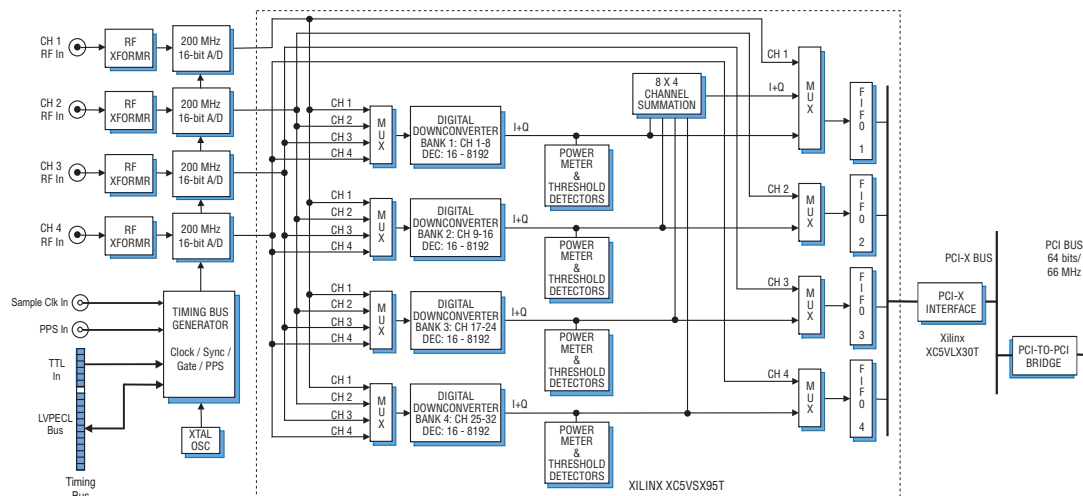 CH 1
RF In
RF
XFORMR
200 MHz
16-bit A/D
CH 2
RF In
RF
XFORMR
200 MHz
16-bit A/D
CH 3
RF In
RF
XFORMR
200 MHz
16-bit A/D
CH 4
RF In
RF
XFORMR
200 MHz
16-bit A/D
Sample Clk In
PPS In
TTL
In
LVPECL
Bus
Timing
Bus
TIMING BUS
GENERATOR
Clock / Sync /
Gate / PPS
XTAL
OSC
CH 1
CH 2
CH 3
CH 4
MUX
DIGITAL
DOWNCONVERTER
BANK 1: CH 1-8
DEC: 16 - 8192
I+Q
POWER
METER
&
THRESHOLD
DETECTORS
CH 1
CH 2
CH 3
CH 4
MUX
DIGITAL
DOWNCONVERTER
BANK 2: CH 9-16
DEC: 16 - 8192
I+Q
POWER
METER
&
THRESHOLD
DETECTORS
CH 1
CH 2
CH 3
CH 4
MUX
DIGITAL
DOWNCONVERTER
BANK 3: CH 17-24
DEC: 16 - 8192
I+Q
POWER
METER
&
THRESHOLD
DETECTORS
CH 1
CH 2
CH 3
CH 4
MUX
DIGITAL
DOWNCONVERTER
BANK 4: CH 25-32
DEC: 16 - 8192
I+Q
POWER
METER
&
THRESHOLD
DETECTORS
8 X 4
CHANNEL
SUMMATION
I+Q
CH 1
MUX
FIFO 1
CH 2
MUX
FIFO 2
CH 3
MUX
FIFO 3
CH 4
MUX
FIFO 4
XILINX XC5VSX95T
PCI-X BUS
PCI-X
INTERFACE
Xilinx
XC5VLX30T
PCI BUS
64 bits/
66 MHz
PCI-TO-PCI
BRIDGE